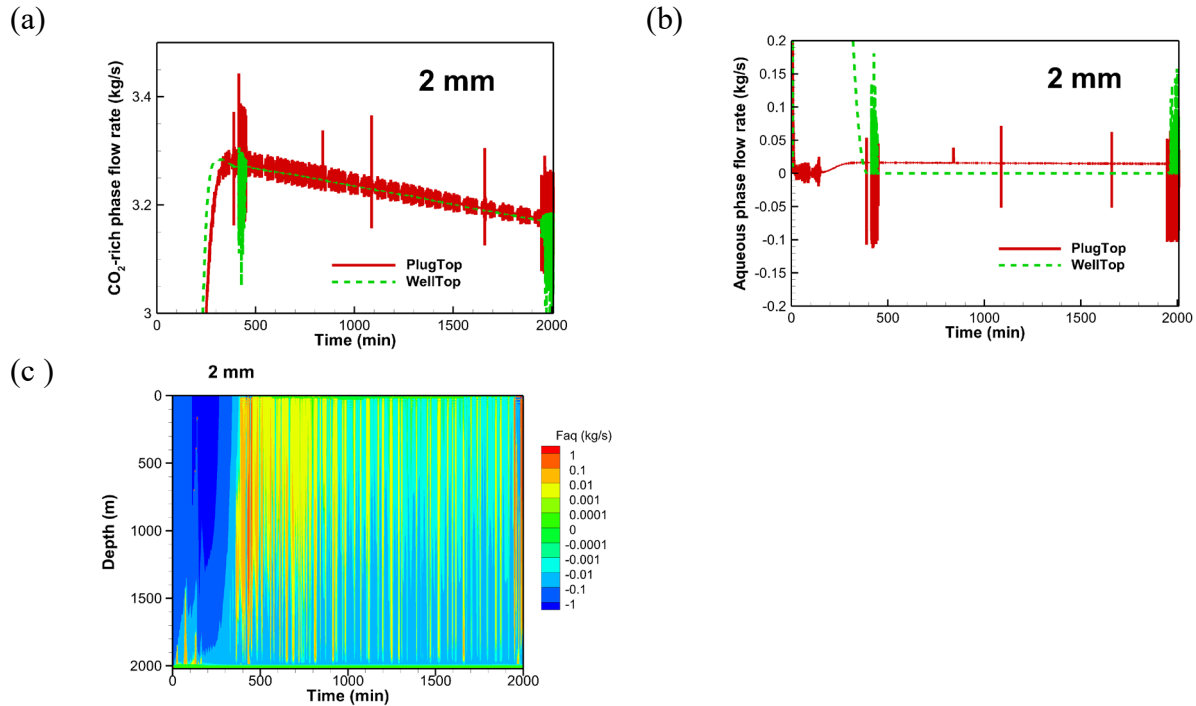 (a)
CO2-rich phase flow rate (kg/s)
3.4
3.2
3
2 mm
PlugTop
WellTop
0
500
1000
1500
2000
Time (min)
(b)
Aqueous phase flow rate (kg/s)
0.2
0.15
0.1
0.05
0
-0.05
-0.1
-0.15
-0.2
2 mm
PlugTop
WellTop
0
500
1000
1500
2000
Time (min)
(c )
2 mm
Depth (m)
0
500
1000
1500
2000
0
500
1000
1500
2000
Time (min)
Faq (kg/s)
1
0.1
0.01
0.001
0.0001
0
-0.0001
-0.001
-0.01
-0.1
-1